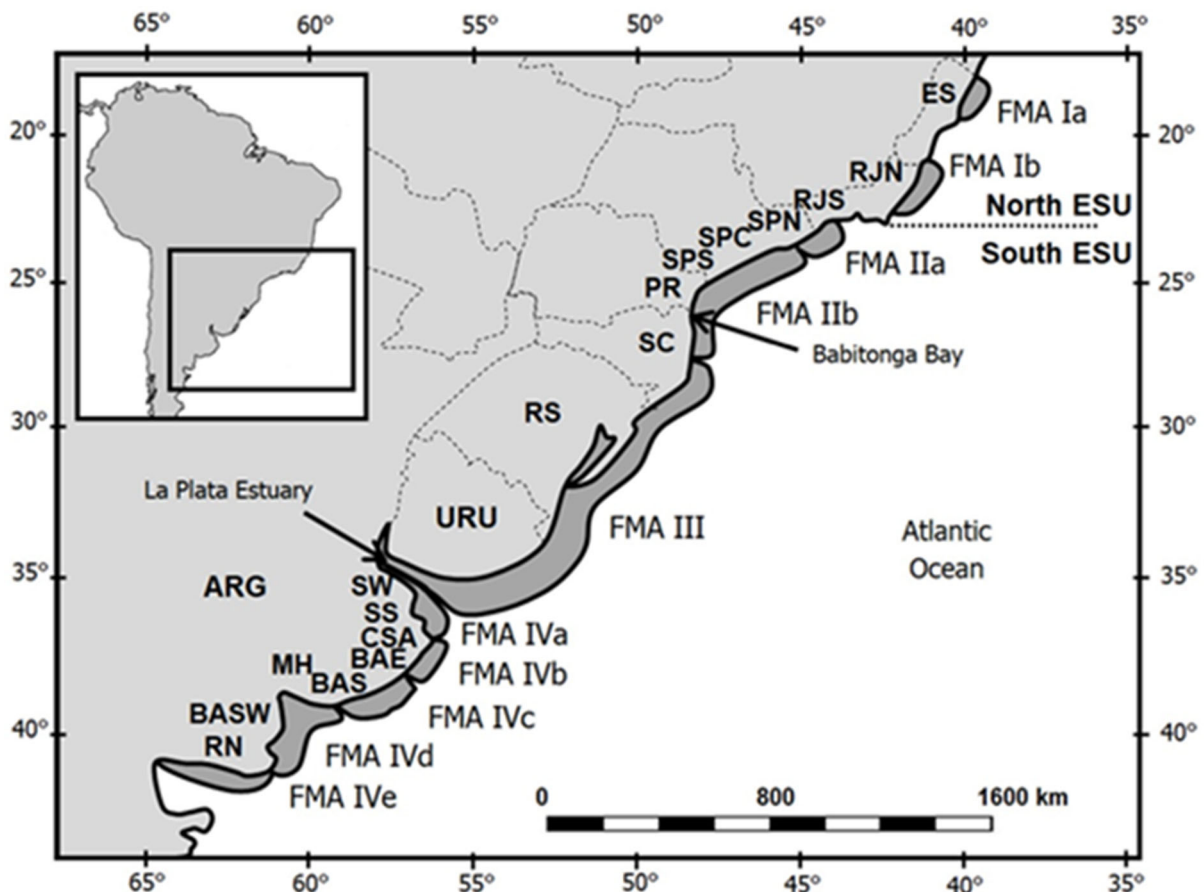 65° 60° 55° 50° 45° 40° 35°
ES
FMA Ia
20° 20°
FMA Ib
RJN
RJS
North ESU
SPN
SPC
South ESU
SPS
FMA IIa
25° 25°
PR
FMA IIb
SC
Babitonga Bay
RS
30° 30°
La Plata Estuary
URU
FMA III
Atlantic
Ocean
35° 35°
ARG
SW
SS
CSA
FMA IVa
BAE
MH
FMA IVb
BAS
BASW
FMA IVc
40° 40°
RN
FMA IVd
FMA IVe
0 800 1600 km
65° 60° 55° 50° 45° 40° 35°